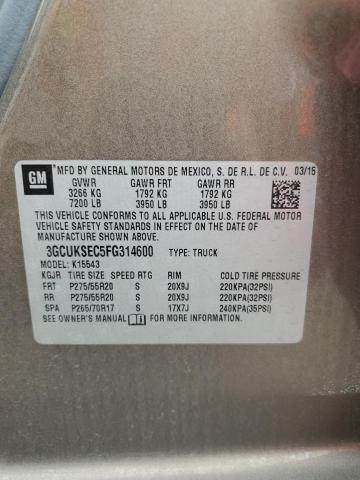 GM
MFD BY GENERAL MOTORS DE MEXICO, S. DE R.L. DE C.V. 03/15
GVWR GAWR FRT GAWR RR
3266 KG 1792 KG 1792 KG
7200 LB 3950 LB 3950 LB
THIS VEHICLE CONFORMS TO ALL APPLICABLE U.S. FEDERAL MOTOR
VEHICLE SAFETY STANDARDS IN EFFECT ON THE DATE OF
MANUFACTURE SHOWN ABOVE.
3GCUKSEC5FG314600 TYPE: TRUCK
MODEL: K15543
KGJR TIRE SIZE SPEED RTG RIM COLD TIRE PRESSURE
FRT P275/55R20 S 20X9J 220KPA(32PSI)
RR P275/55R20 S 20X9J 220KPA(32PSI)
SPA P265/70R17 S 17X7J 240KPA(35PSI)
SEE OWNER'S MANUAL FOR MORE INFORMATION.